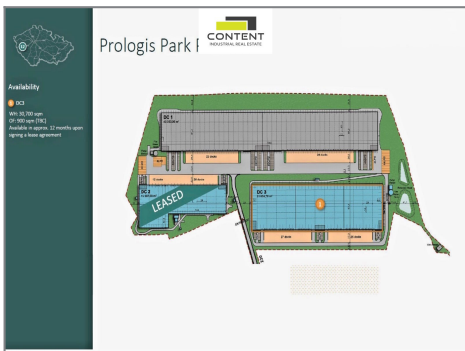 Prologis Park
CONTENT
INDUSTRIAL REAL ESTATE
Availability
1 DC3
WH: 30,700 sqm
OF: 900 sqm (TBC)
Available in approx. 12 months upon
signing a lease agreement
DC 1
DC 2
LEASED
DC 3
1